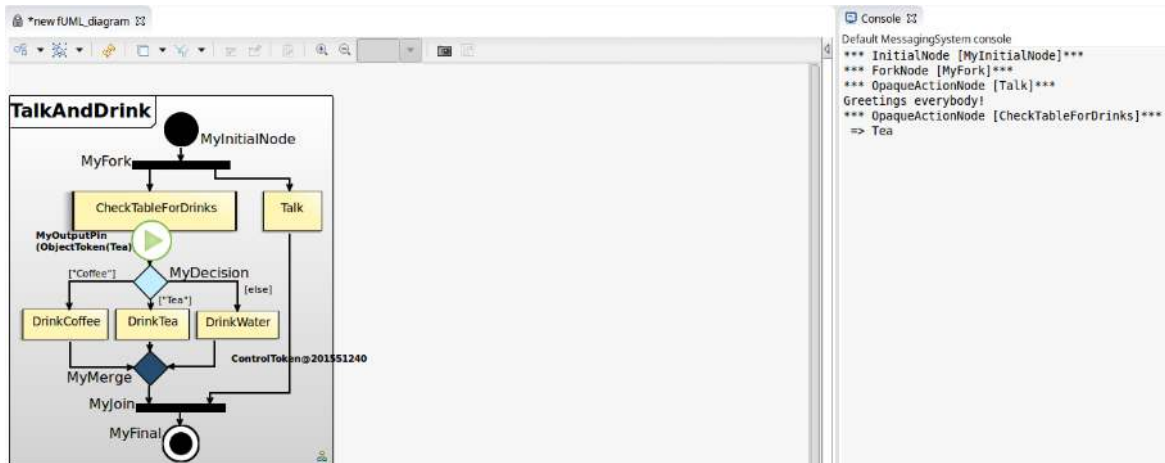 *new fUML_diagram
TalkAndDrink
MyInitialNode
MyFork
CheckTableForDrinks
Talk
MyOutputPin
(ObjectToken(Tea)
["Coffee"]
MyDecision
["Tea"]
[else]
DrinkCoffee
DrinkTea
DrinkWater
ControlToken@201551240
MyMerge
MyJoin
MyFinal
Console
Default MessagingSystem console
*** InitialNode [MyInitialNode]***
*** ForkNode [MyFork]***
*** OpaqueActionNode [Talk]***
Greetings everybody!
*** OpaqueActionNode [CheckTableForDrinks]***
=> Tea